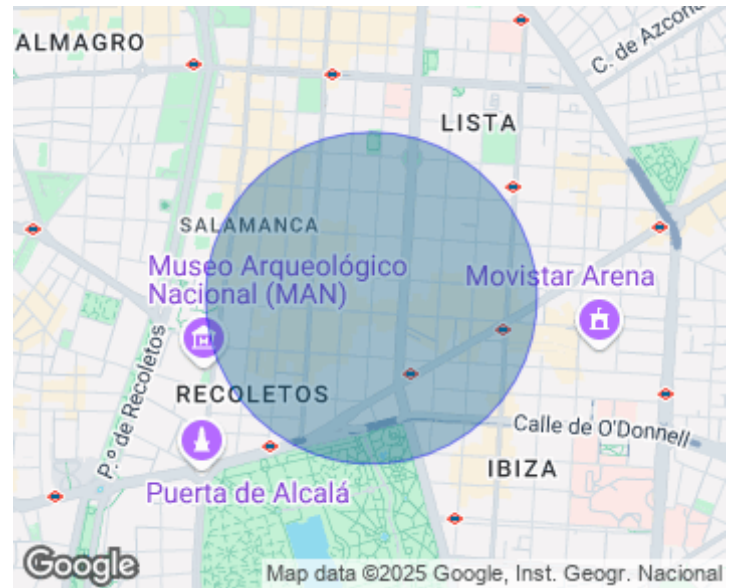 ALMAGRO
C. de Azcona
LISTA
SALAMANCA
Museo Arqueológico
Nacional (MAN)
Movistar Arena
P.º de Recoletos
RECOLETOS
Calle de O'Donnell
IBIZA
Puerta de Alcalá
Google
Map data ©2025 Google, Inst. Geogr. Nacional